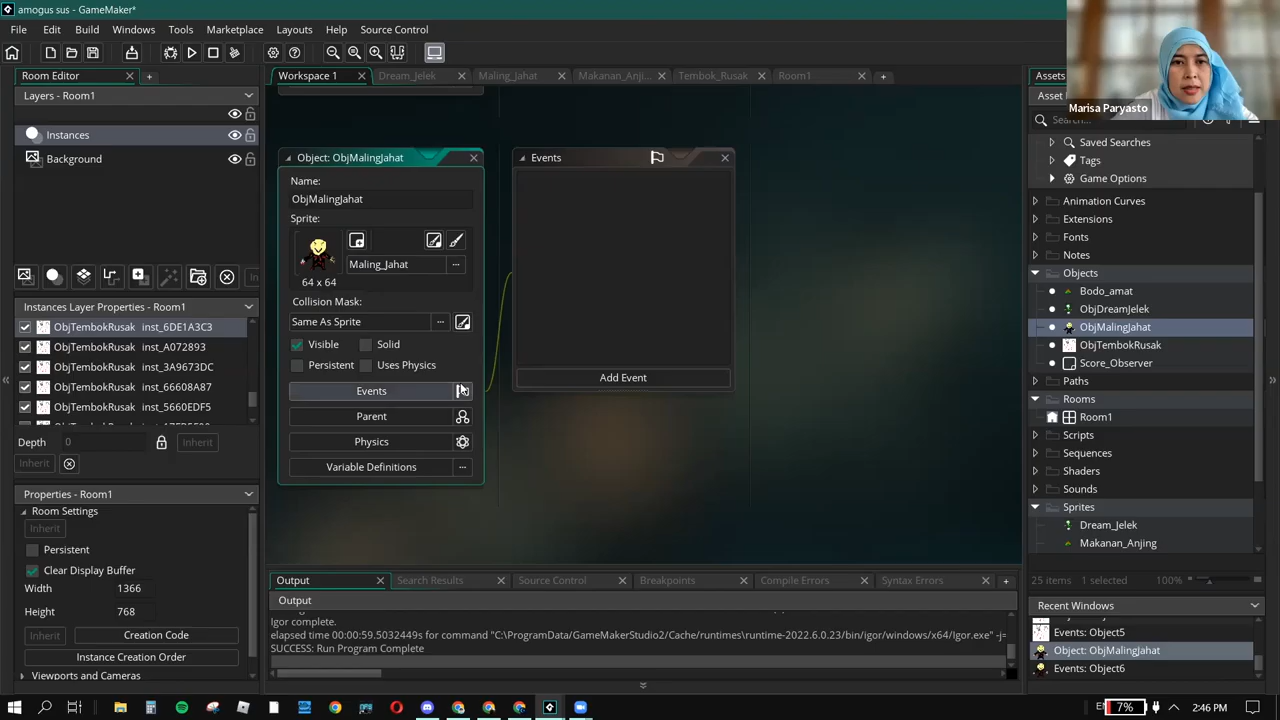 amogus sus - GameMaker*
File Edit Build Windows Tools Marketplace Layouts Help Source Control
Room Editor
Workspace 1 Dream_Jelek Maling_Jahat Makanan_Anji... Tembok_Rusak Room1
Assets
Marisa Paryasto
Layers - Room1
Instances
Background
Object: ObjMalingJahat
Name:
ObjMalingJahat
Sprite:
Maling_Jahat
64 x 64
Collision Mask:
Same As Sprite
Visible Solid
Persistent Uses Physics
Events
Parent
Physics
Variable Definitions
Events
Add Event
Search...
Saved Searches
Tags
Game Options
Animation Curves
Extensions
Fonts
Notes
Objects
Bodo_amat
ObjDreamJelek
ObjMalingJahat
ObjTembokRusak
Score_Observer
Paths
Rooms
Room1
Scripts
Sequences
Shaders
Sounds
Sprites
Dream_Jelek
Makanan_Anjing
25 items 1 selected 100%
Recent Windows
Events: Object5
Object: ObjMalingJahat
Events: Object6
Instances Layer Properties - Room1
ObjTembokRusak inst_6DE1A3C3
ObjTembokRusak inst_A072893
ObjTembokRusak inst_3A9673DC
ObjTembokRusak inst_66608A87
ObjTembokRusak inst_5660EDF5
Depth 0 Inherit
Inherit
Properties - Room1
Room Settings
Inherit
Persistent
Clear Display Buffer
Width 1366
Height 768
Inherit Creation Code
Instance Creation Order
Viewports and Cameras
Output Search Results Source Control Breakpoints Compile Errors Syntax Errors
Output
Igor complete.
elapsed time 00:00:59.5032449s for command "C:\ProgramData/GameMakerStudio2/Cache/runtimes\runtime-2022.6.0.23/bin/igor/windows/x64/Igor.exe" -j=
SUCCESS: Run Program Complete
7%
2:46 PM